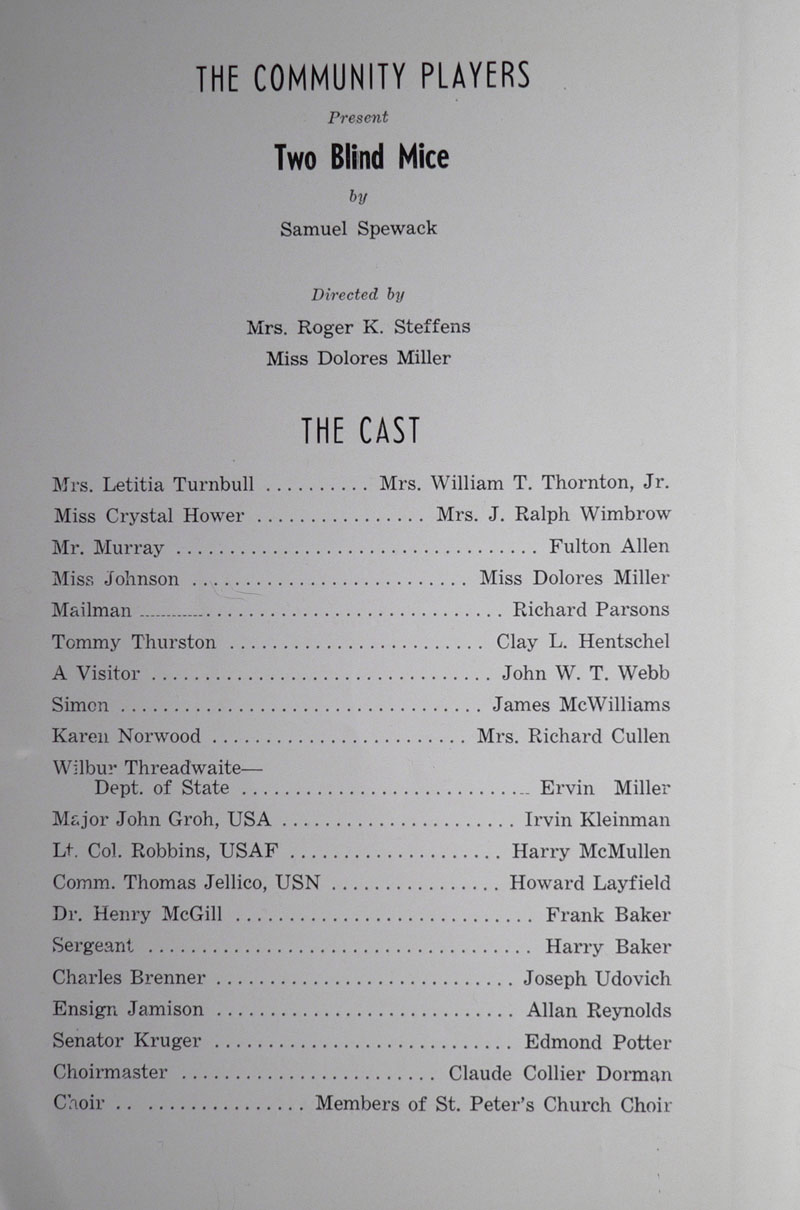 THE COMMUNITY PLAYERS
Present
Two Blind Mice
by
Samuel Spewack
Directed by
Mrs. Roger K. Steffens
Miss Dolores Miller
THE CAST
Mrs. Letitia Turnbull .......... Mrs. William T. Thornton, Jr.
Miss Crystal Hower ................ Mrs. J. Ralph Wimbrow
Mr. Murray .................................. Fulton Allen
Miss Johnson .......................... Miss Dolores Miller
Mailman .................................. Richard Parsons
Tommy Thurston ........................ Clay L. Hentschel
A Visitor ................................ John W. T. Webb
Simon .................................. James McWilliams
Karen Norwood ........................ Mrs. Richard Cullen
Wilbur Threadwaite—
Dept. of State ............................ Ervin Miller
Major John Groh, USA ...................... Irvin Kleinman
Lt. Col. Robbins, USAF .................... Harry McMullen
Comm. Thomas Jellico, USN ................ Howard Layfield
Dr. Henry McGill ............................ Frank Baker
Sergeant .................................... Harry Baker
Charles Brenner ............................ Joseph Udovich
Ensign Jamison ............................ Allan Reynolds
Senator Kruger ............................ Edmond Potter
Choirmaster ........................ Claude Collier Dorman
Choir .. ............... Members of St. Peter's Church Choir